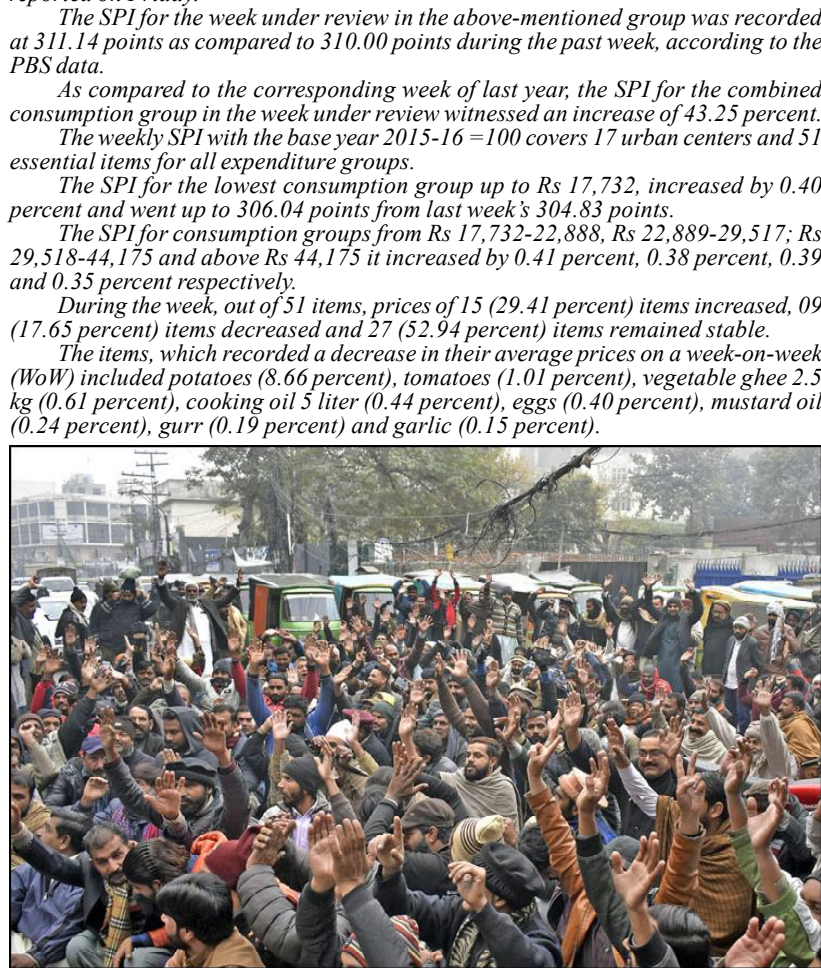 reported on Friday.
The SPI for the week under review in the above-mentioned group was recorded
at 311.14 points as compared to 310.00 points during the past week, according to the
PBS data.
As compared to the corresponding week of last year, the SPI for the combined
consumption group in the week under review witnessed an increase of 43.25 percent.
The weekly SPI with the base year 2015-16 =100 covers 17 urban centers and 51
essential items for all expenditure groups.
The SPI for the lowest consumption group up to Rs 17,732, increased by 0.40
percent and went up to 306.04 points from last week’s 304.83 points.
The SPI for consumption groups from Rs 17,732-22,888, Rs 22,889-29,517; Rs
29,518-44,175 and above Rs 44,175 it increased by 0.41 percent, 0.38 percent, 0.39
and 0.35 percent respectively.
During the week, out of 51 items, prices of 15 (29.41 percent) items increased, 09
(17.65 percent) items decreased and 27 (52.94 percent) items remained stable.
The items, which recorded a decrease in their average prices on a week-on-week
(WoW) included potatoes (8.66 percent), tomatoes (1.01 percent), vegetable ghee 2.5
kg (0.61 percent), cooking oil 5 liter (0.44 percent), eggs (0.40 percent), mustard oil
(0.24 percent), gurr (0.19 percent) and garlic (0.15 percent).